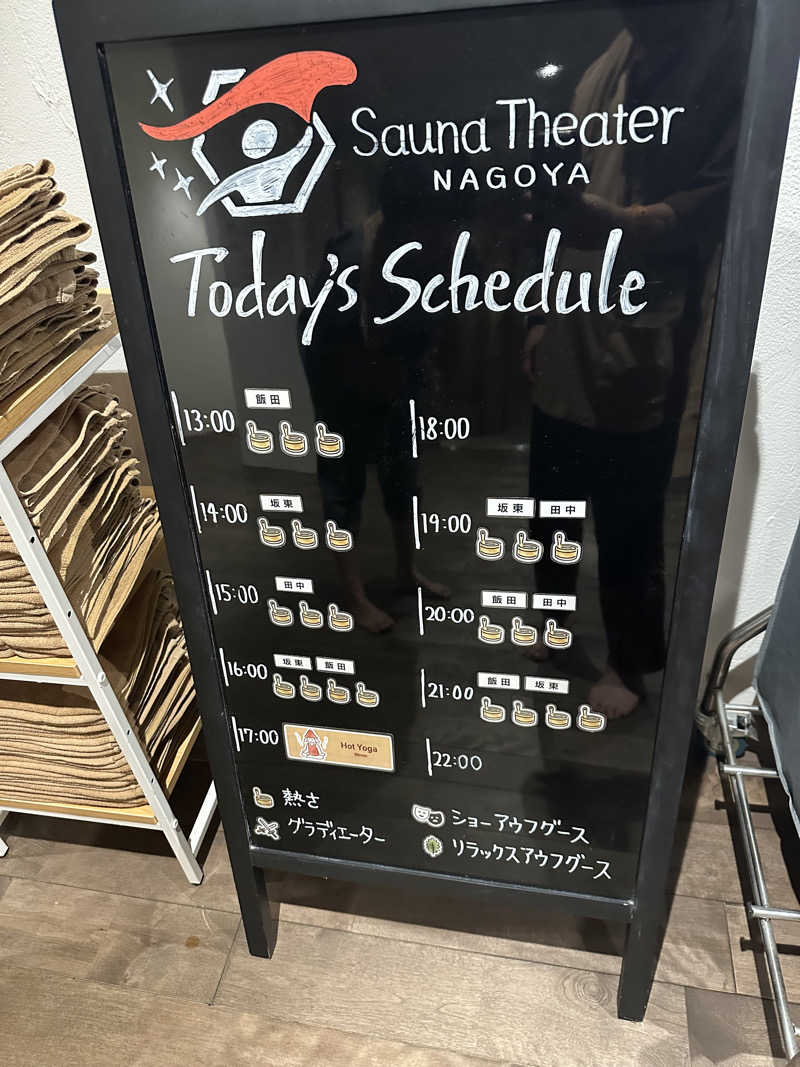 Sauna Theater
NAGOYA
Today's Schedule
飯田
13:00
坂東
14:00
田中
15:00
坂東 飯田
16:00
17:00 Hot Yoga
18:00
坂東 田中
19:00
飯田 田中
20:00
飯田 坂東
21:00
22:00
熱さ
グラディエーター
ショーアウフグース
リラックスアウフグース